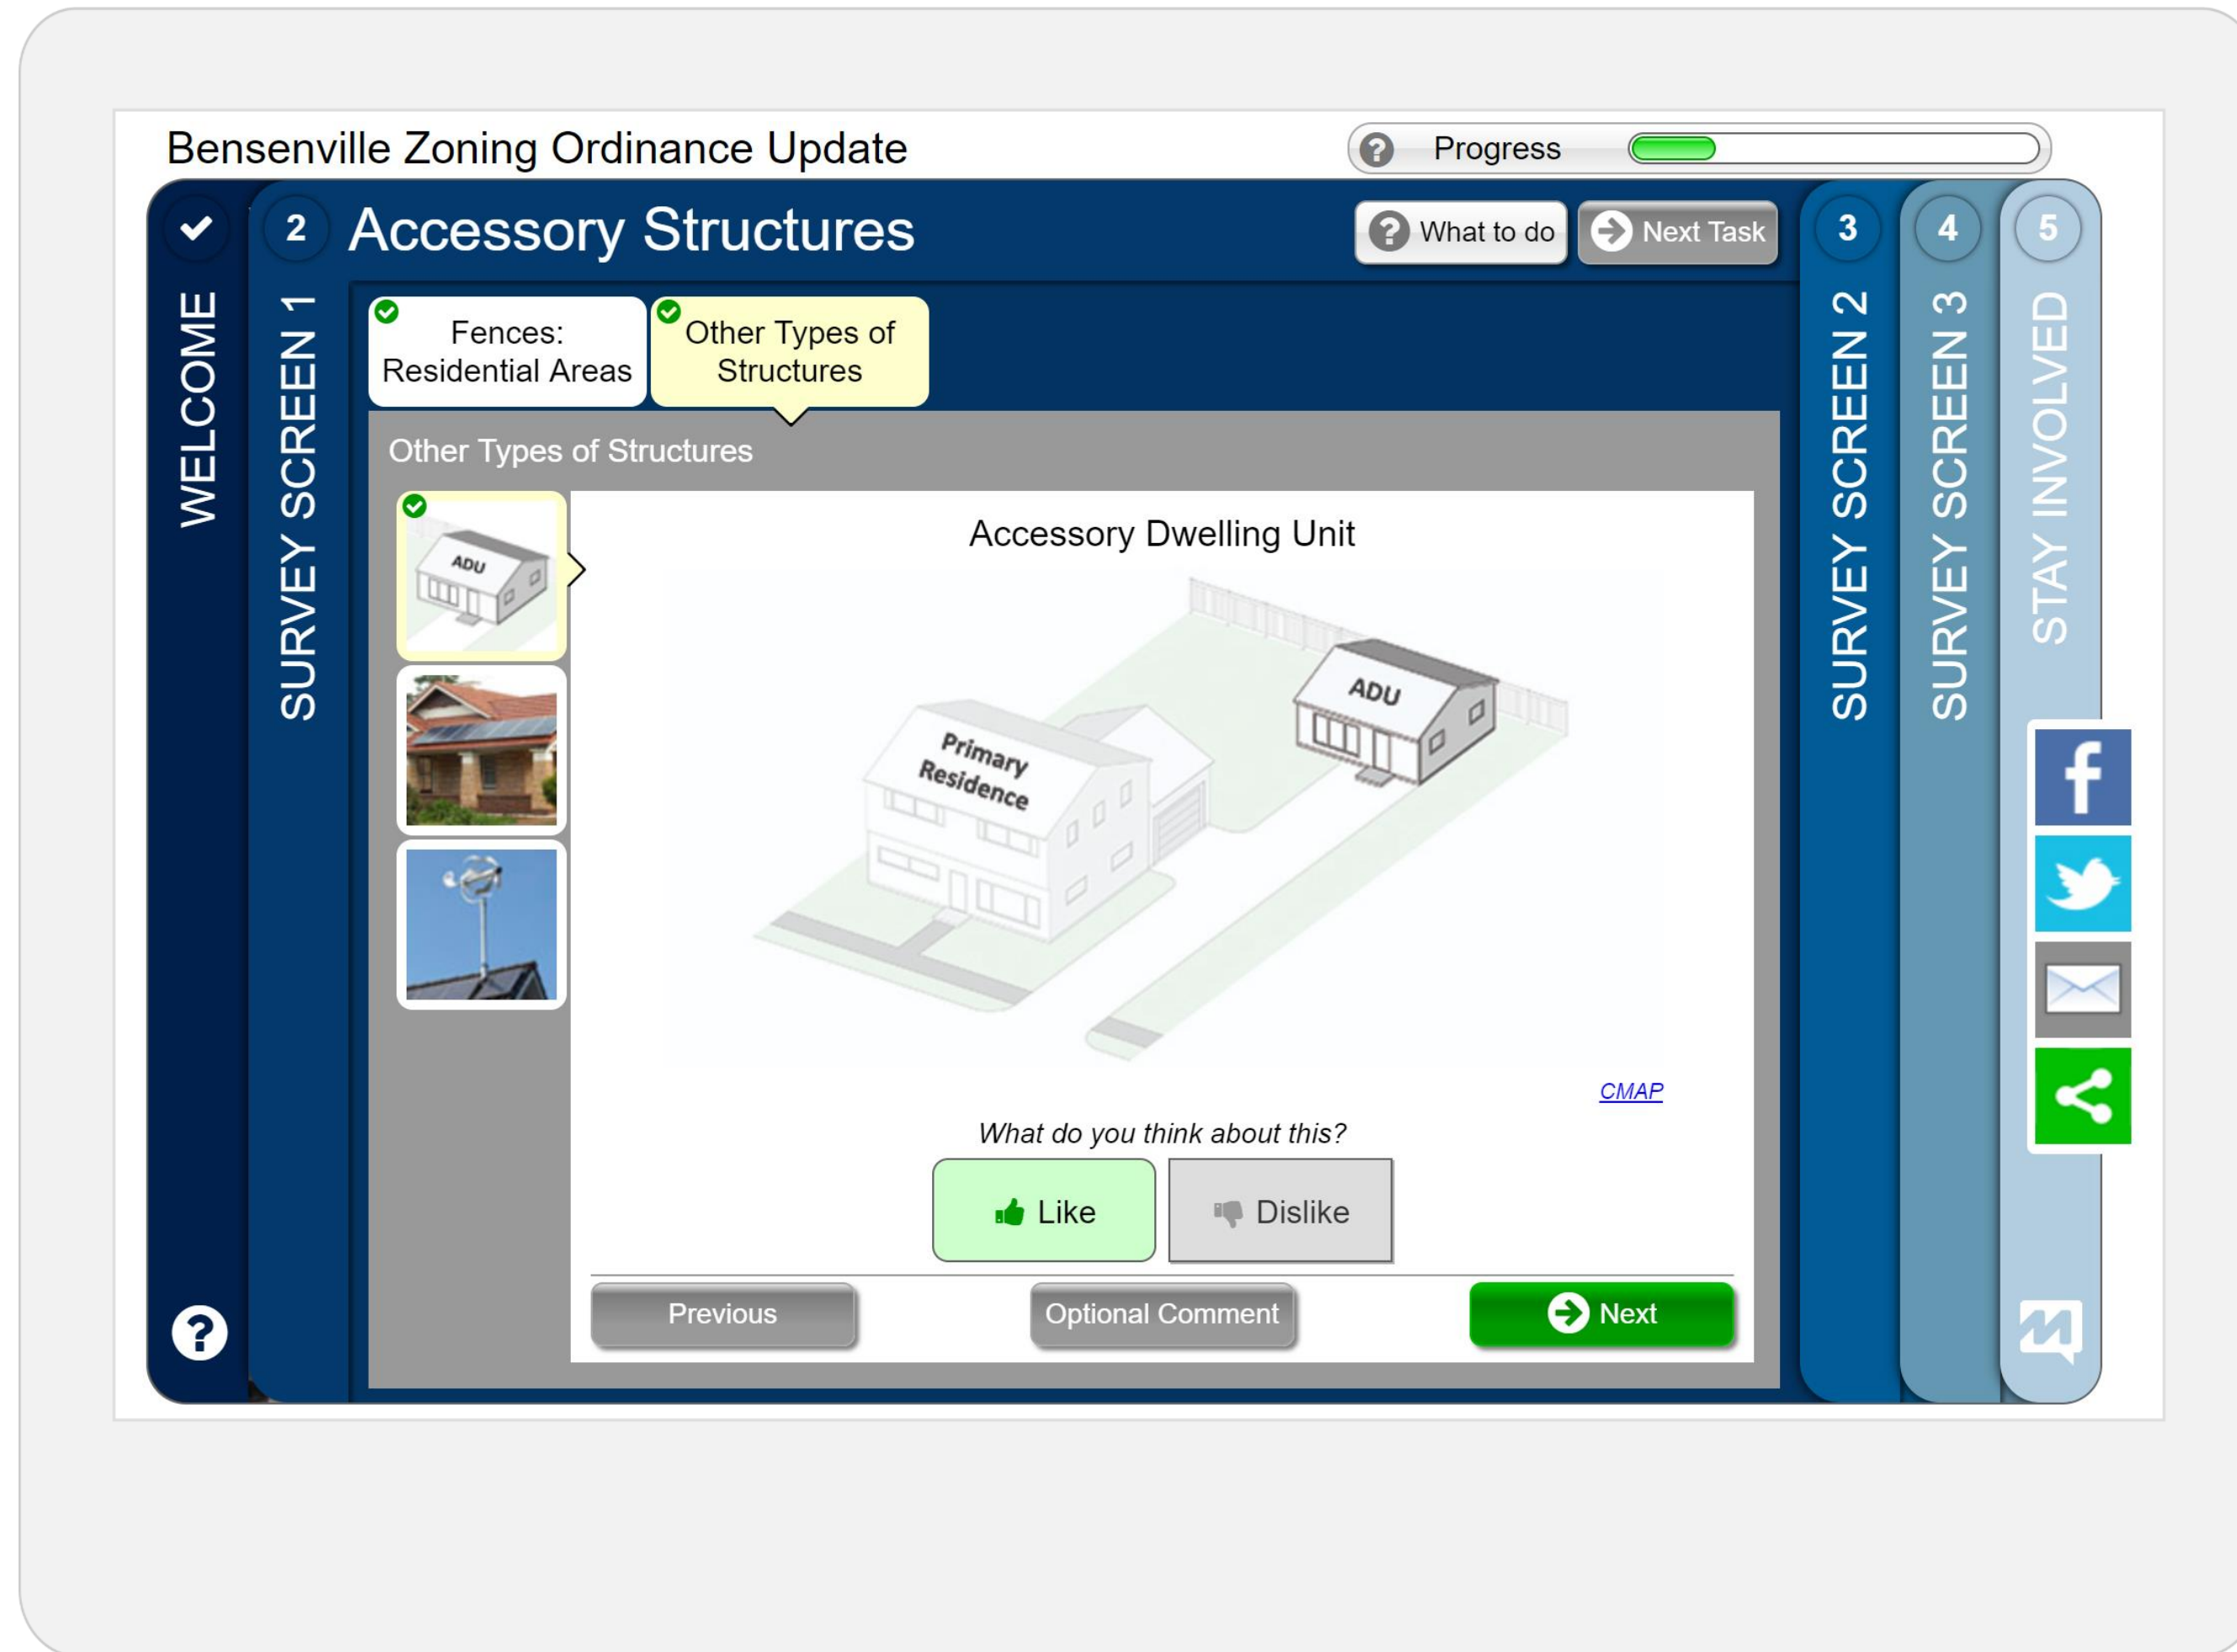 Bensenville Zoning Ordinance Update
Progress
WELCOME
2
SURVEY SCREEN 1
Accessory Structures
What to do
Next Task
Fences:
Residential Areas
Other Types of
Structures
Other Types of Structures
ADU
Accessory Dwelling Unit
Primary
Residence
ADU
CMAP
What do you think about this?
Like
Dislike
Previous
Optional Comment
Next
3
SURVEY SCREEN 2
4
SURVEY SCREEN 3
5
STAY INVOLVED